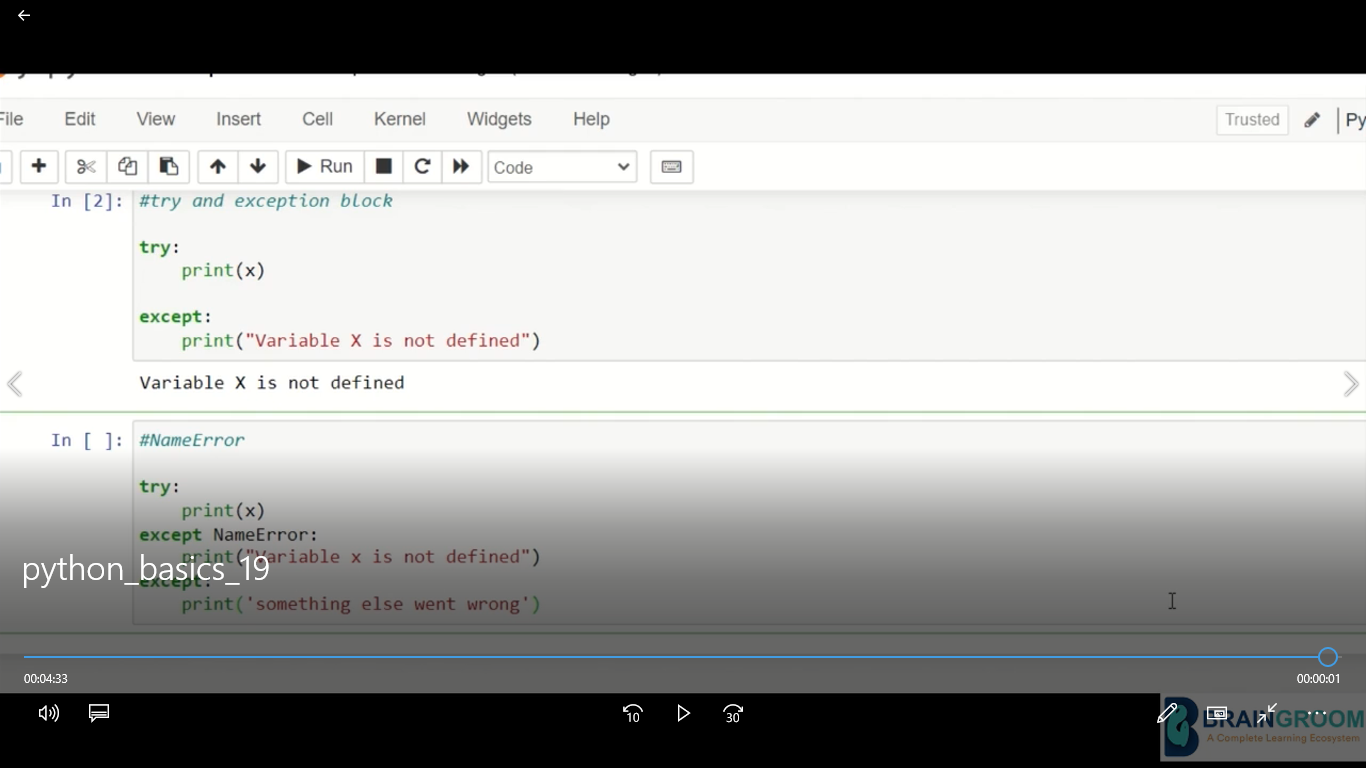 File Edit View Insert Cell Kernel Widgets Help Trusted Py
Run Code
In [2]: #try and exception block
try:
print(x)
except:
print("Variable X is not defined")
Variable X is not defined
In [ ]: #NameError
try:
print(x)
except NameError:
print("Variable x is not defined")
python_basics_19
except:
print('something else went wrong')
00:04:33 00:00:01
10 30
BRAINGROOM
A Complete Learning Ecosystem